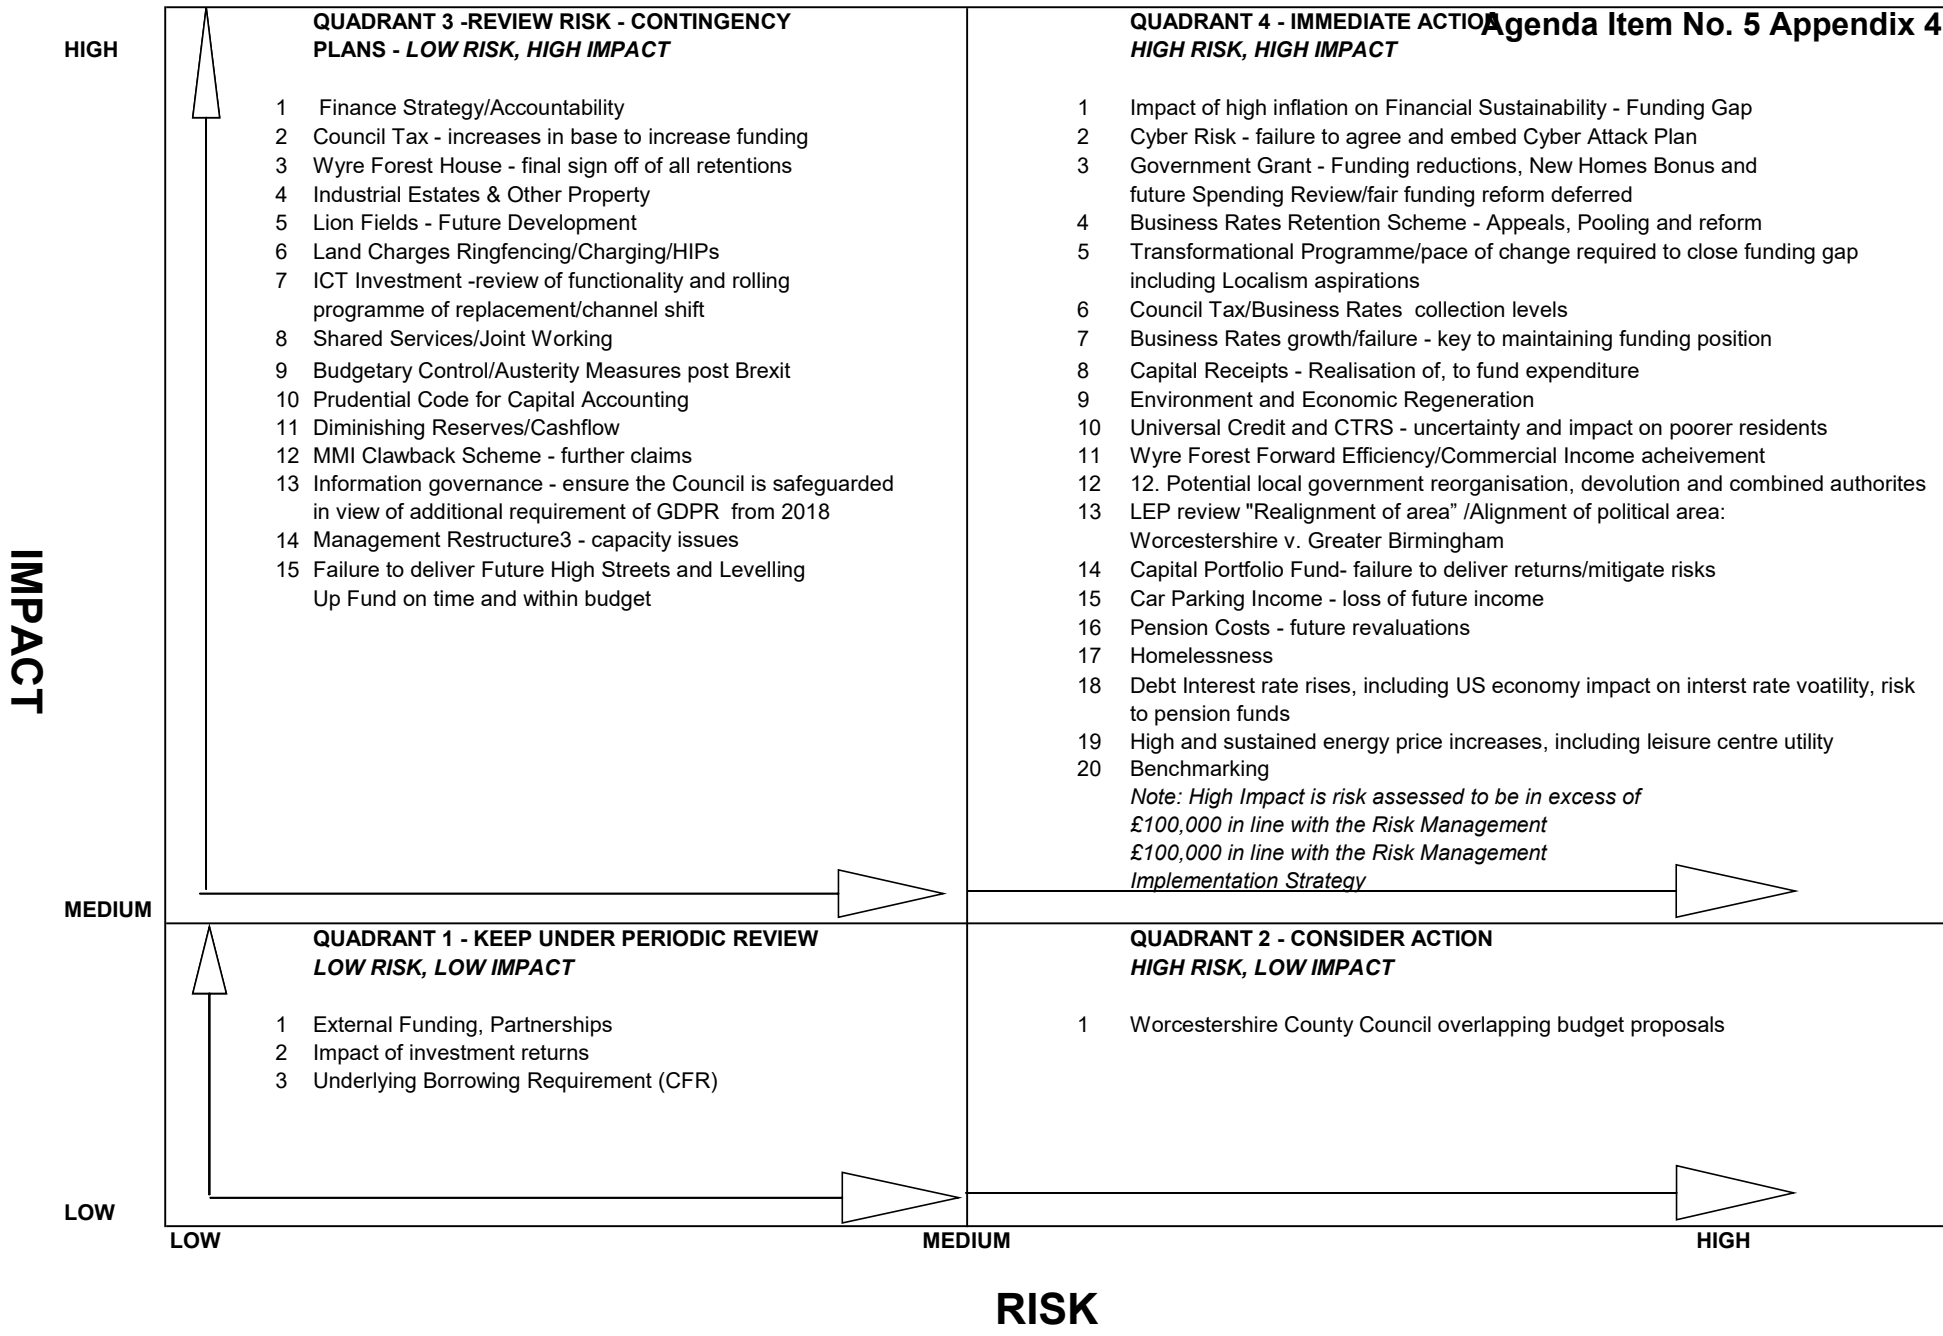 Agenda Item No. 5 Appendix 4
HIGH
QUADRANT 3 -REVIEW RISK - CONTINGENCY
PLANS - LOW RISK, HIGH IMPACT
1 Finance Strategy/Accountability
2 Council Tax - increases in base to increase funding
3 Wyre Forest House - final sign off of all retentions
4 Industrial Estates & Other Property
5 Lion Fields - Future Development
6 Land Charges Ringfencing/Charging/HIPs
7 ICT Investment -review of functionality and rolling
programme of replacement/channel shift
8 Shared Services/Joint Working
9 Budgetary Control/Austerity Measures post Brexit
10 Prudential Code for Capital Accounting
11 Diminishing Reserves/Cashflow
12 MMI Clawback Scheme - further claims
13 Information governance - ensure the Council is safeguarded
in view of additional requirement of GDPR from 2018
14 Management Restructure3 - capacity issues
15 Failure to deliver Future High Streets and Levelling
Up Fund on time and within budget
QUADRANT 4 - IMMEDIATE ACTION
HIGH RISK, HIGH IMPACT
1 Impact of high inflation on Financial Sustainability - Funding Gap
2 Cyber Risk - failure to agree and embed Cyber Attack Plan
3 Government Grant - Funding reductions, New Homes Bonus and
future Spending Review/fair funding reform deferred
4 Business Rates Retention Scheme - Appeals, Pooling and reform
5 Transformational Programme/pace of change required to close funding gap
including Localism aspirations
6 Council Tax/Business Rates collection levels
7 Business Rates growth/failure - key to maintaining funding position
8 Capital Receipts - Realisation of, to fund expenditure
9 Environment and Economic Regeneration
10 Universal Credit and CTRS - uncertainty and impact on poorer residents
11 Wyre Forest Forward Efficiency/Commercial Income acheivement
12 12. Potential local government reorganisation, devolution and combined authorites
13 LEP review "Realignment of area” /Alignment of political area:
Worcestershire v. Greater Birmingham
14 Capital Portfolio Fund- failure to deliver returns/mitigate risks
15 Car Parking Income - loss of future income
16 Pension Costs - future revaluations
17 Homelessness
18 Debt Interest rate rises, including US economy impact on interst rate voatility, risk
to pension funds
19 High and sustained energy price increases, including leisure centre utility
20 Benchmarking
Note: High Impact is risk assessed to be in excess of
£100,000 in line with the Risk Management
£100,000 in line with the Risk Management
Implementation Strategy
IMPACT
MEDIUM
QUADRANT 1 - KEEP UNDER PERIODIC REVIEW
LOW RISK, LOW IMPACT
1 External Funding, Partnerships
2 Impact of investment returns
3 Underlying Borrowing Requirement (CFR)
QUADRANT 2 - CONSIDER ACTION
HIGH RISK, LOW IMPACT
1 Worcestershire County Council overlapping budget proposals
LOW
LOW
MEDIUM
HIGH
RISK